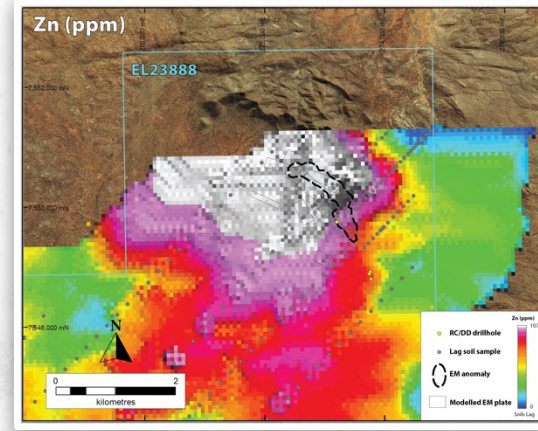 Zn (ppm)
EL23888
7,552,000 mN
7,550,000 mN
7,548,000 mN
N
0 2
kilometres
RC/DD drillhole
Lag soil sample
EM anomaly
Modelled EM plate
Zn (ppm)
0
Soils Lag